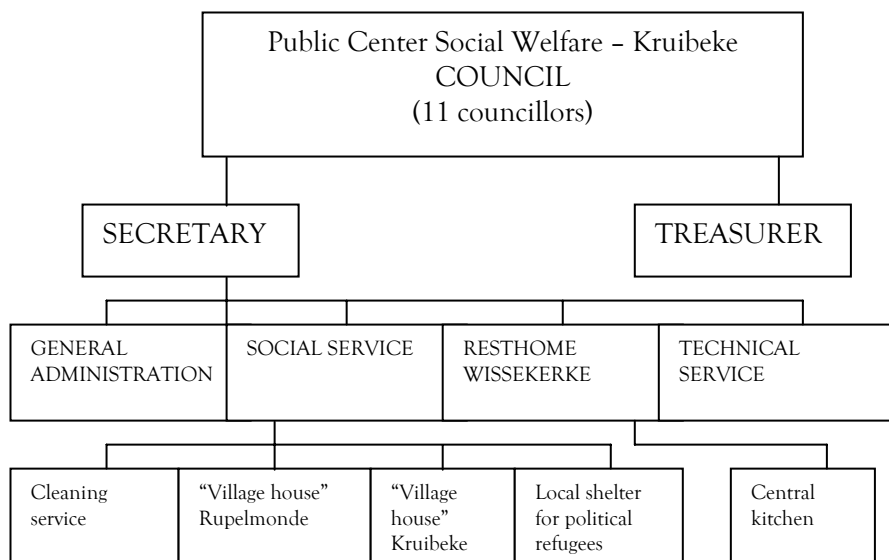 Public Center Social Welfare – Kruibeke
COUNCIL
(11 councillors)
SECRETARY
TREASURER
GENERAL
ADMINISTRATION
SOCIAL SERVICE
RESTHOME
WISSEKERKE
TECHNICAL
SERVICE
Cleaning
service
“Village house”
Rupelmonde
“Village
house”
Kruibeke
Local shelter
for political
refugees
Central
kitchen